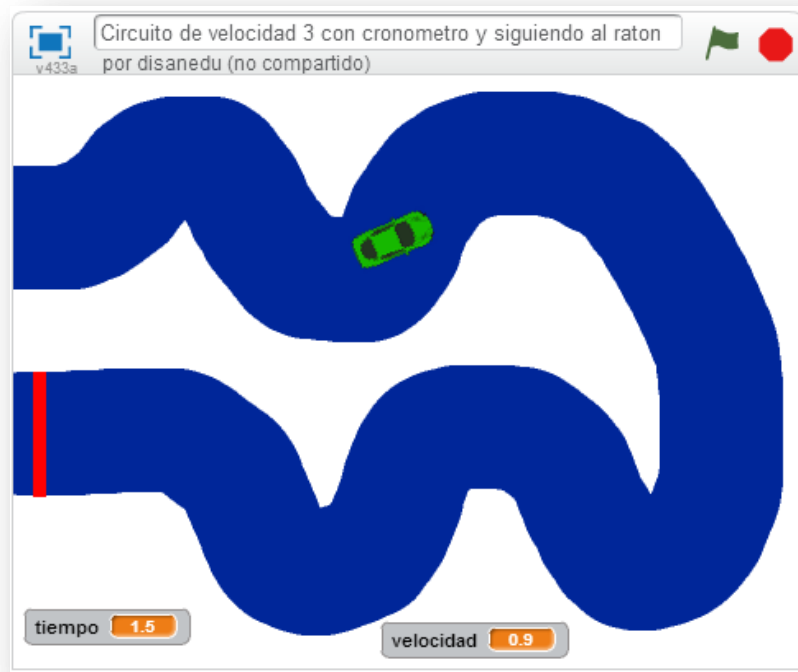 Circuito de velocidad 3 con cronometro y siguiendo al raton
v433a
por disanedu (no compartido)
tiempo 1.5
velocidad 0.9